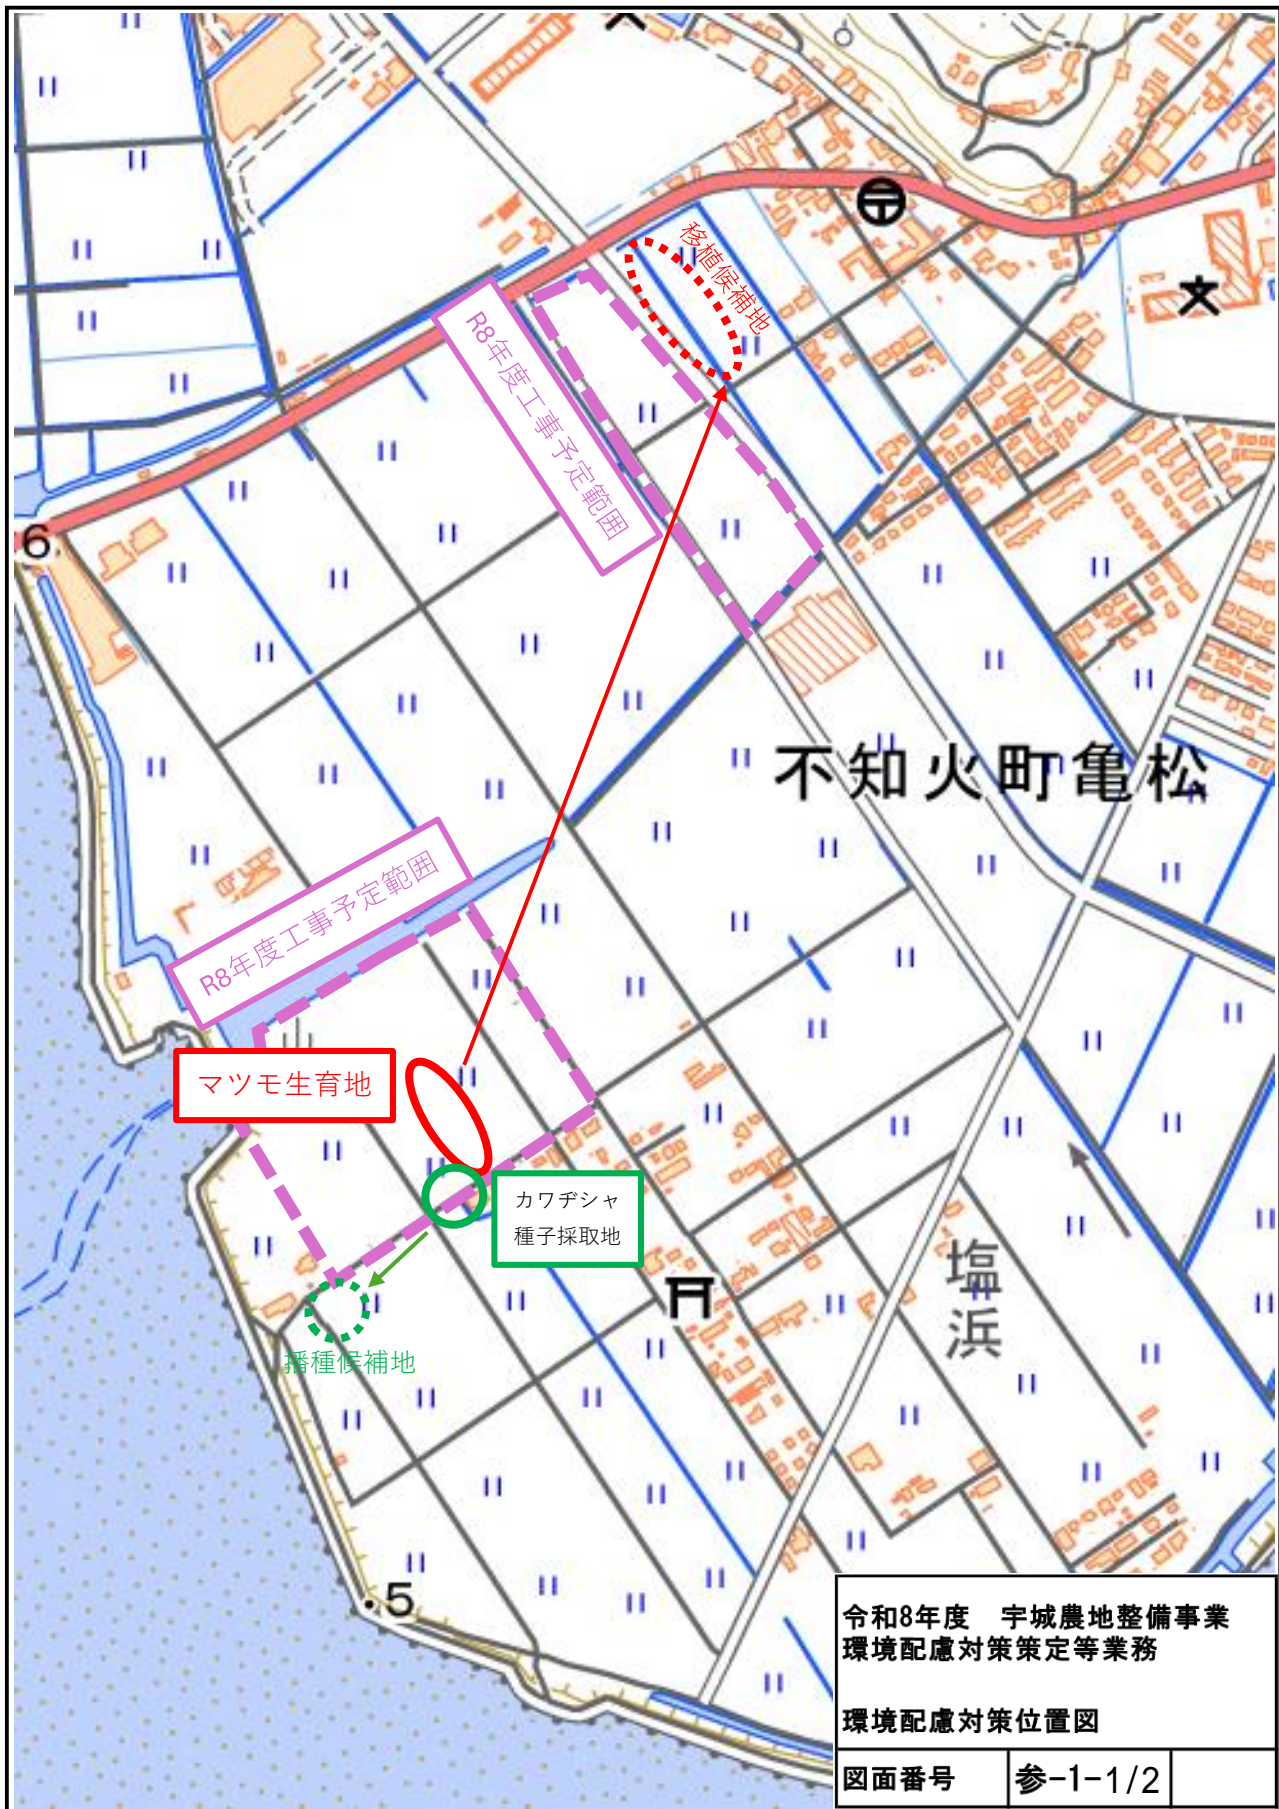 移植候補地
R8年度工事予定範囲
6
不知火町亀松
R8年度工事予定範囲
マツモ生育地
カワヂシャ
種子採取地
塩浜
播種候補地
.5
令和8年度　宇城農地整備事業
環境配慮対策策定等業務
環境配慮対策位置図
図面番号
参-1-1/2